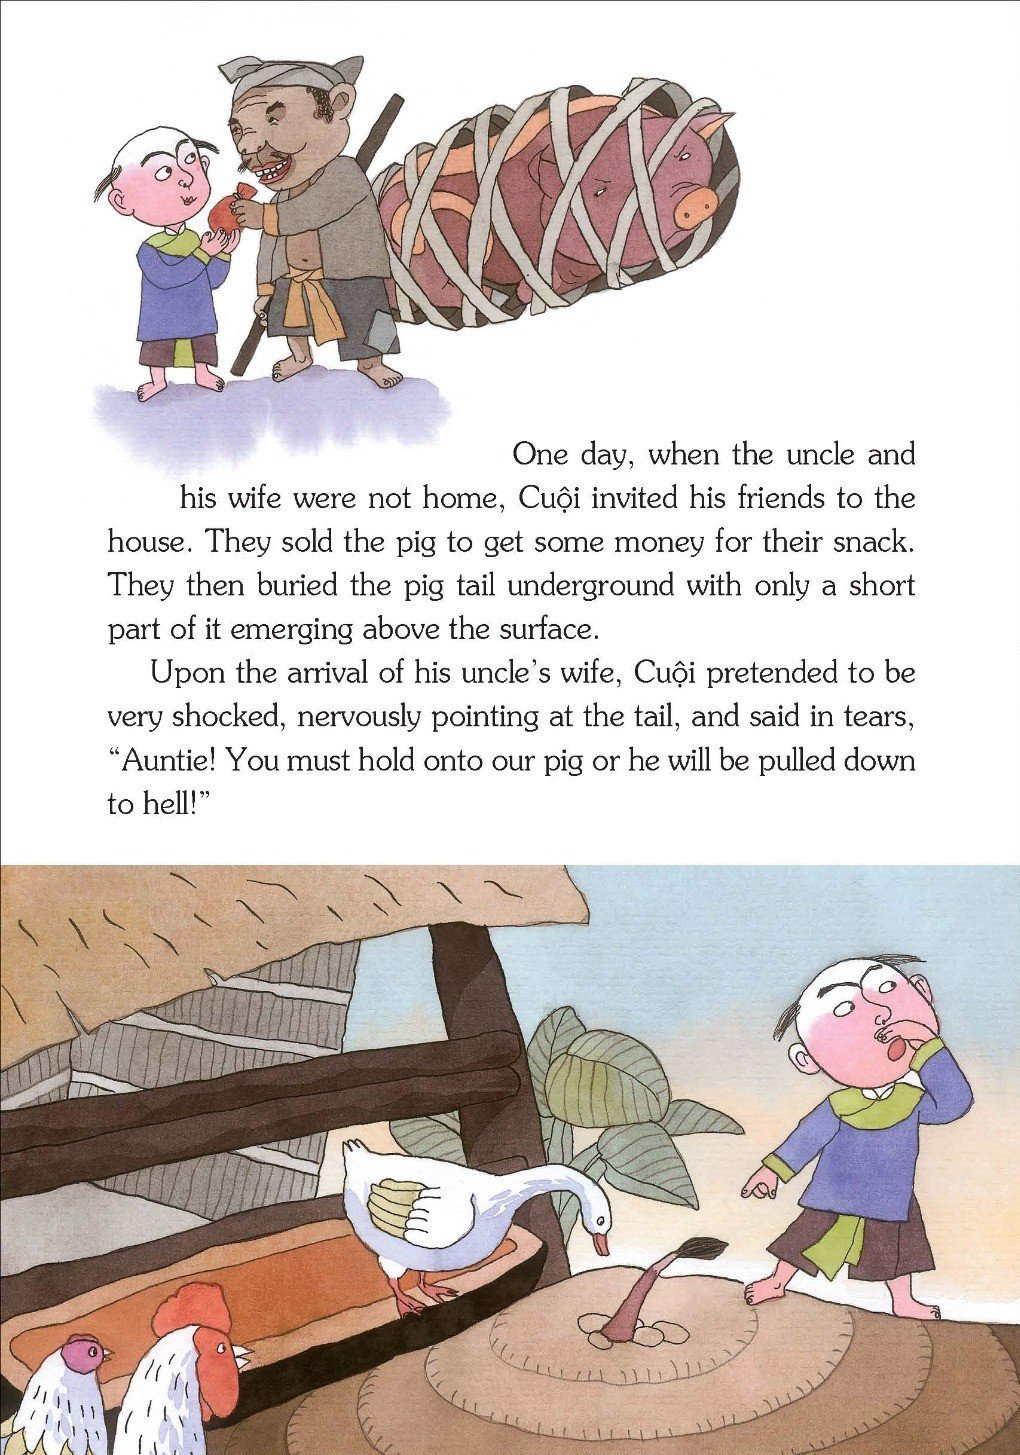 One day, when the uncle and
his wife were not home, Cuội invited his friends to the
house. They sold the pig to get some money for their snack.
They then buried the pig tail underground with only a short
part of it emerging above the surface.
Upon the arrival of his uncle’s wife, Cuội pretended to be
very shocked, nervously pointing at the tail, and said in tears,
“Auntie! You must hold onto our pig or he will be pulled down
to hell!”